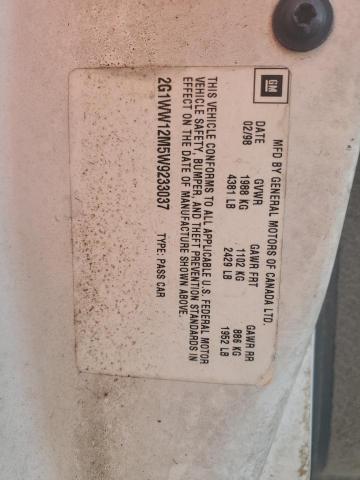 GM
MFD BY GENERAL MOTORS OF CANADA LTD
DATE GVWR GAWR FRT GAWR RR
02/98 1988 KG 1102 KG 886 KG
4381 LB 2429 LB 1952 LB
THIS VEHICLE CONFORMS TO ALL APPLICABLE U.S. FEDERAL MOTOR
VEHICLE SAFETY, BUMPER, AND THEFT PREVENTION STANDARDS IN
EFFECT ON THE DATE OF MANUFACTURE SHOWN ABOVE.
2G1WW12M5W9233037 TYPE: PASS CAR